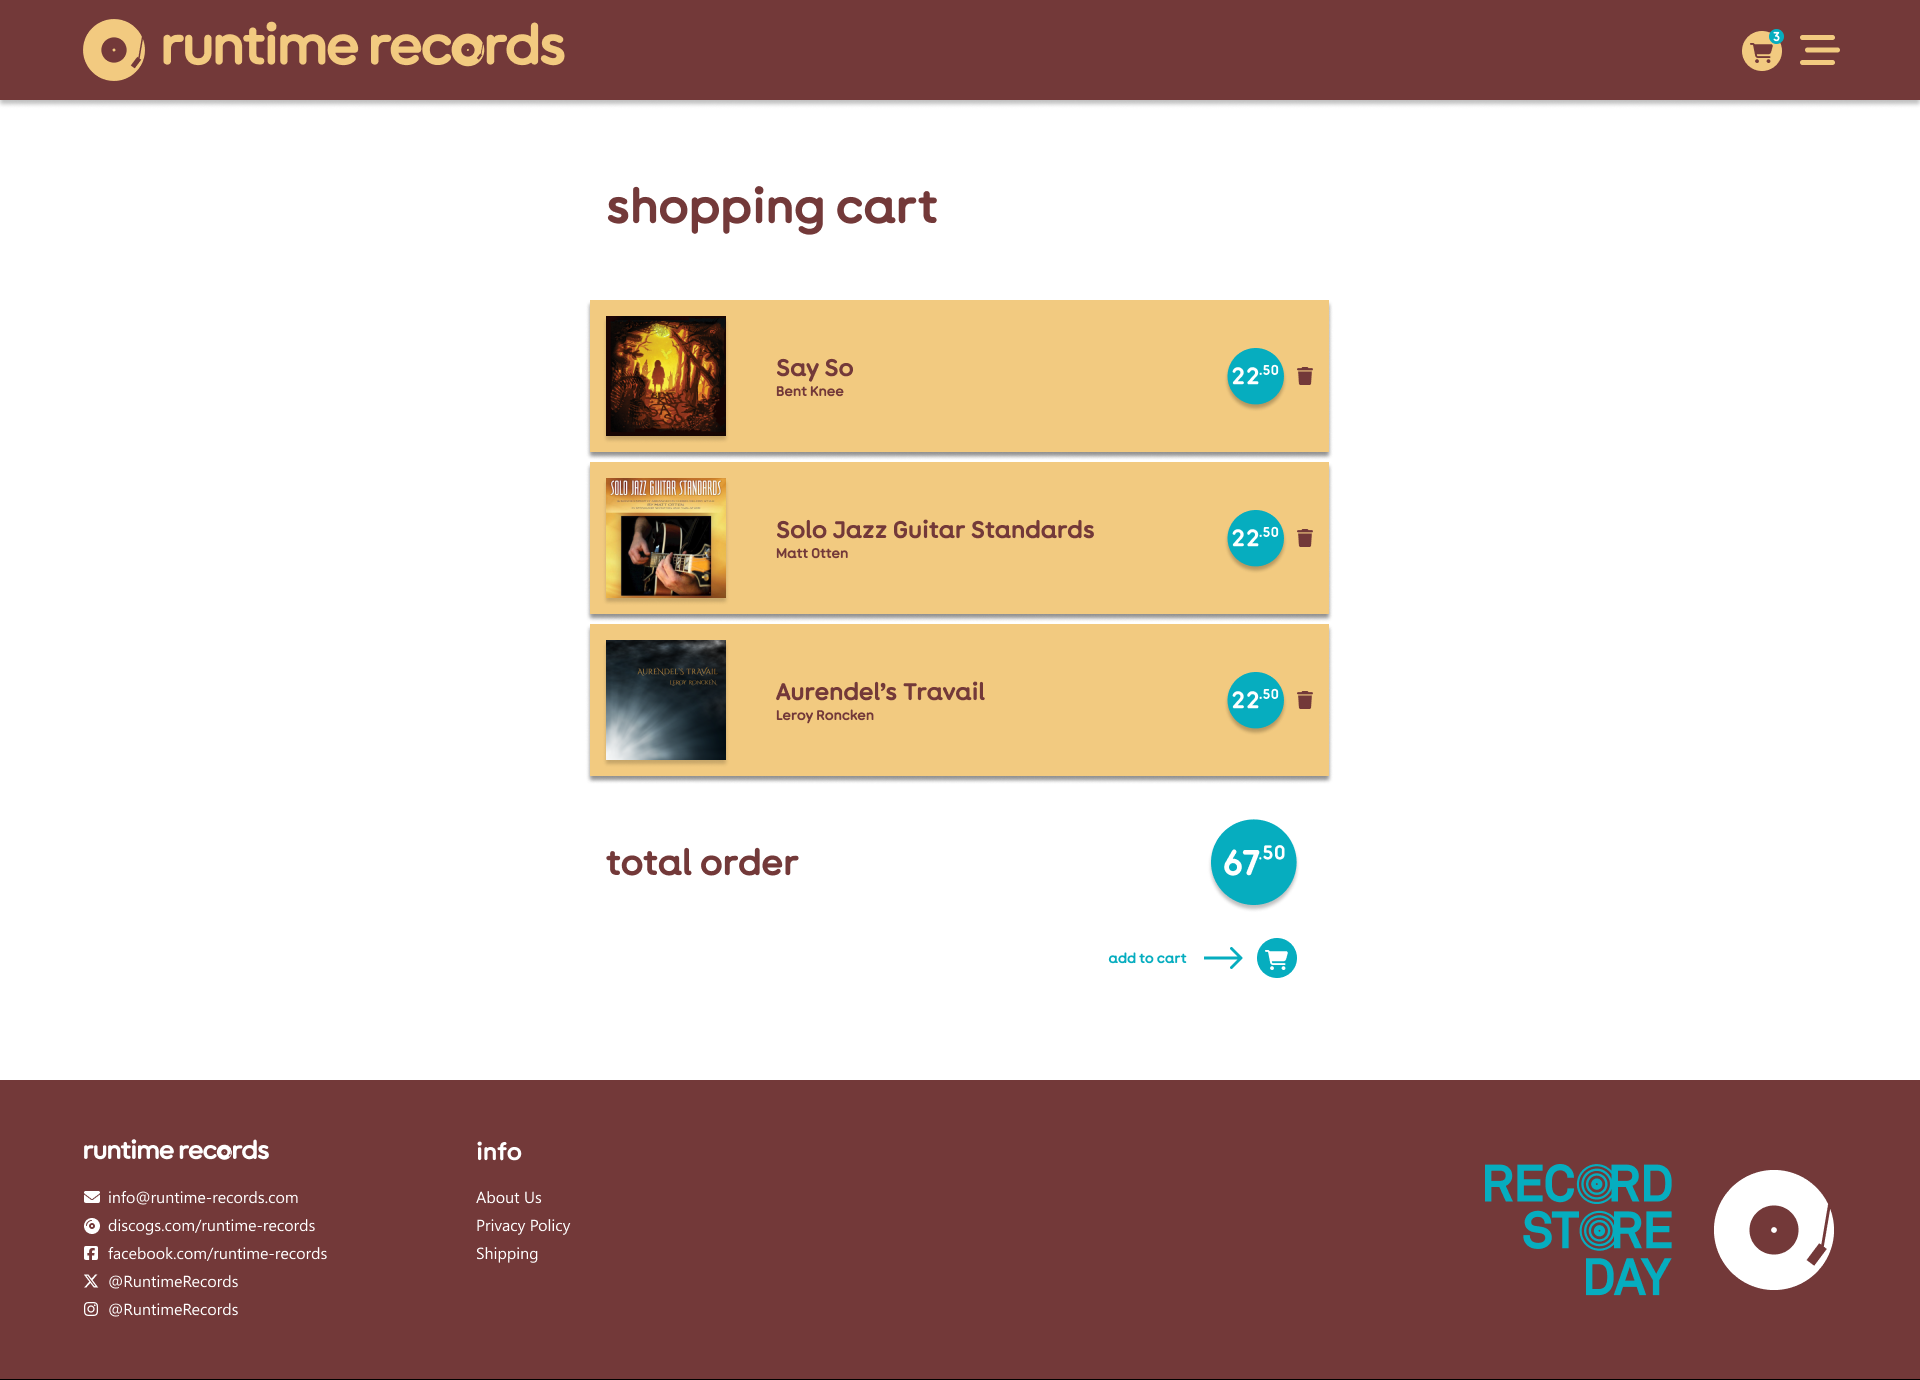 runtime records
3
shopping cart
Say So
Bent Knee
22.50
SOLO JAZZ GUITAR STANDARDS
Solo Jazz Guitar Standards
Matt Otten
22.50
AURENDEL'S TRAVAIL
LEROY RONCKEN
Aurendel’s Travail
Leroy Roncken
22.50
total order
67.50
add to cart
runtime records
info@runtime-records.com
discogs.com/runtime-records
facebook.com/runtime-records
@RuntimeRecords
@RuntimeRecords
info
About Us
Privacy Policy
Shipping
RECORD
STORE
DAY